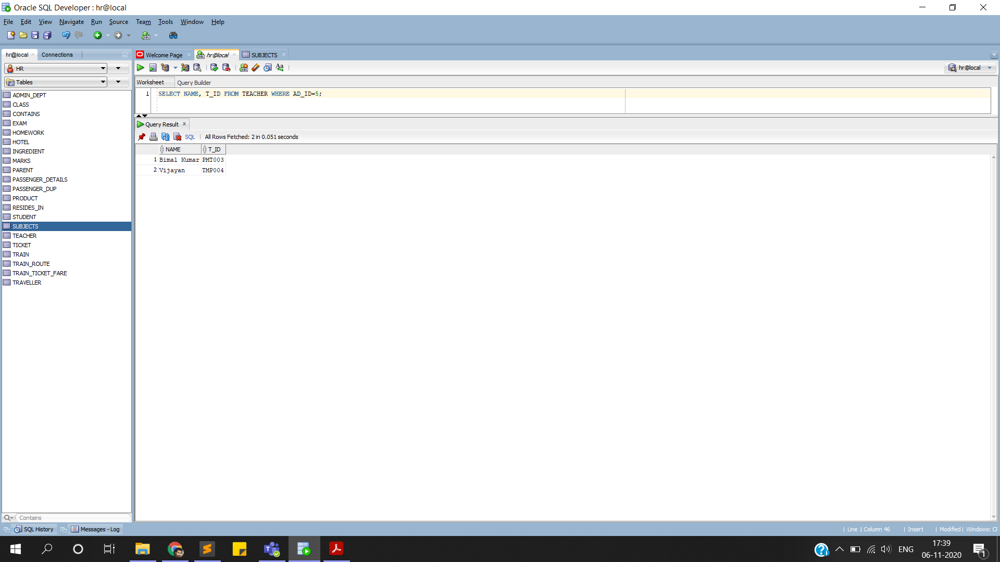 Oracle SQL Developer : hr@local
File Edit View Navigate Run Source Team Tools Window Help
hr@local Connections
Welcome Page hr@local SUBJECTS
HR
hr@local
Tables
Worksheet Query Builder
1 SELECT NAME, T_ID FROM TEACHER WHERE AD_ID=5;
Query Result
SQL All Rows Fetched: 2 in 0.051 seconds
NAME T_ID
1 Bimal Kumar PMT003
2 Vijayan TMP004
ADMIN_DEPT
CLASS
CONTAINS
EXAM
HOMEWORK
HOTEL
INGREDIENT
MARKS
PARENT
PASSENGER_DETAILS
PASSENGER_DUP
PRODUCT
RESIDES_IN
STUDENT
SUBJECTS
TEACHER
TICKET
TRAIN
TRAIN_ROUTE
TRAIN_TICKET_FARE
TRAVELLER
Contains
SQL History Messages - Log
Line 1 Column 46 Insert Modified Windows: CR
ENG
17:39
06-11-2020
1